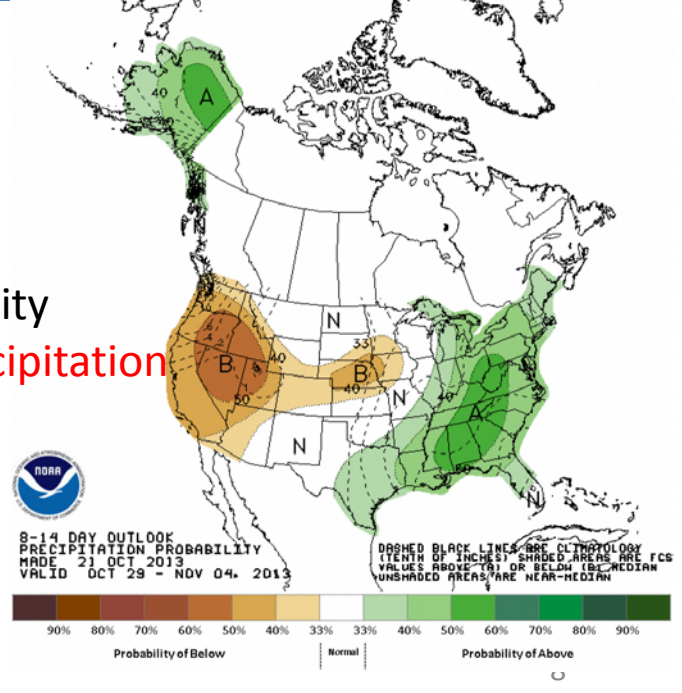 A
40
N
ity
cipitation
N
33
B
40
B
40
50
N
40
A
N
N
NOAA
8-14 DAY OUTLOOK
PRECIPITATION PROBABILITY
MADE 21 OCT 2013
VALID OCT 29 - NOV 04, 2013
DASHED BLACK LINES ARE CLIMATOLOGY
(TENTH OF INCHES) SHADED AREAS ARE FCS
VALUES ABOVE (A) OR BELOW (B) MEDIAN
UNSHADED AREAS ARE NEAR-MEDIAN
90% 80% 70% 60% 50% 40% 33% 33% 40% 50% 60% 70% 80% 90%
Probability of Below Normal Probability of Above